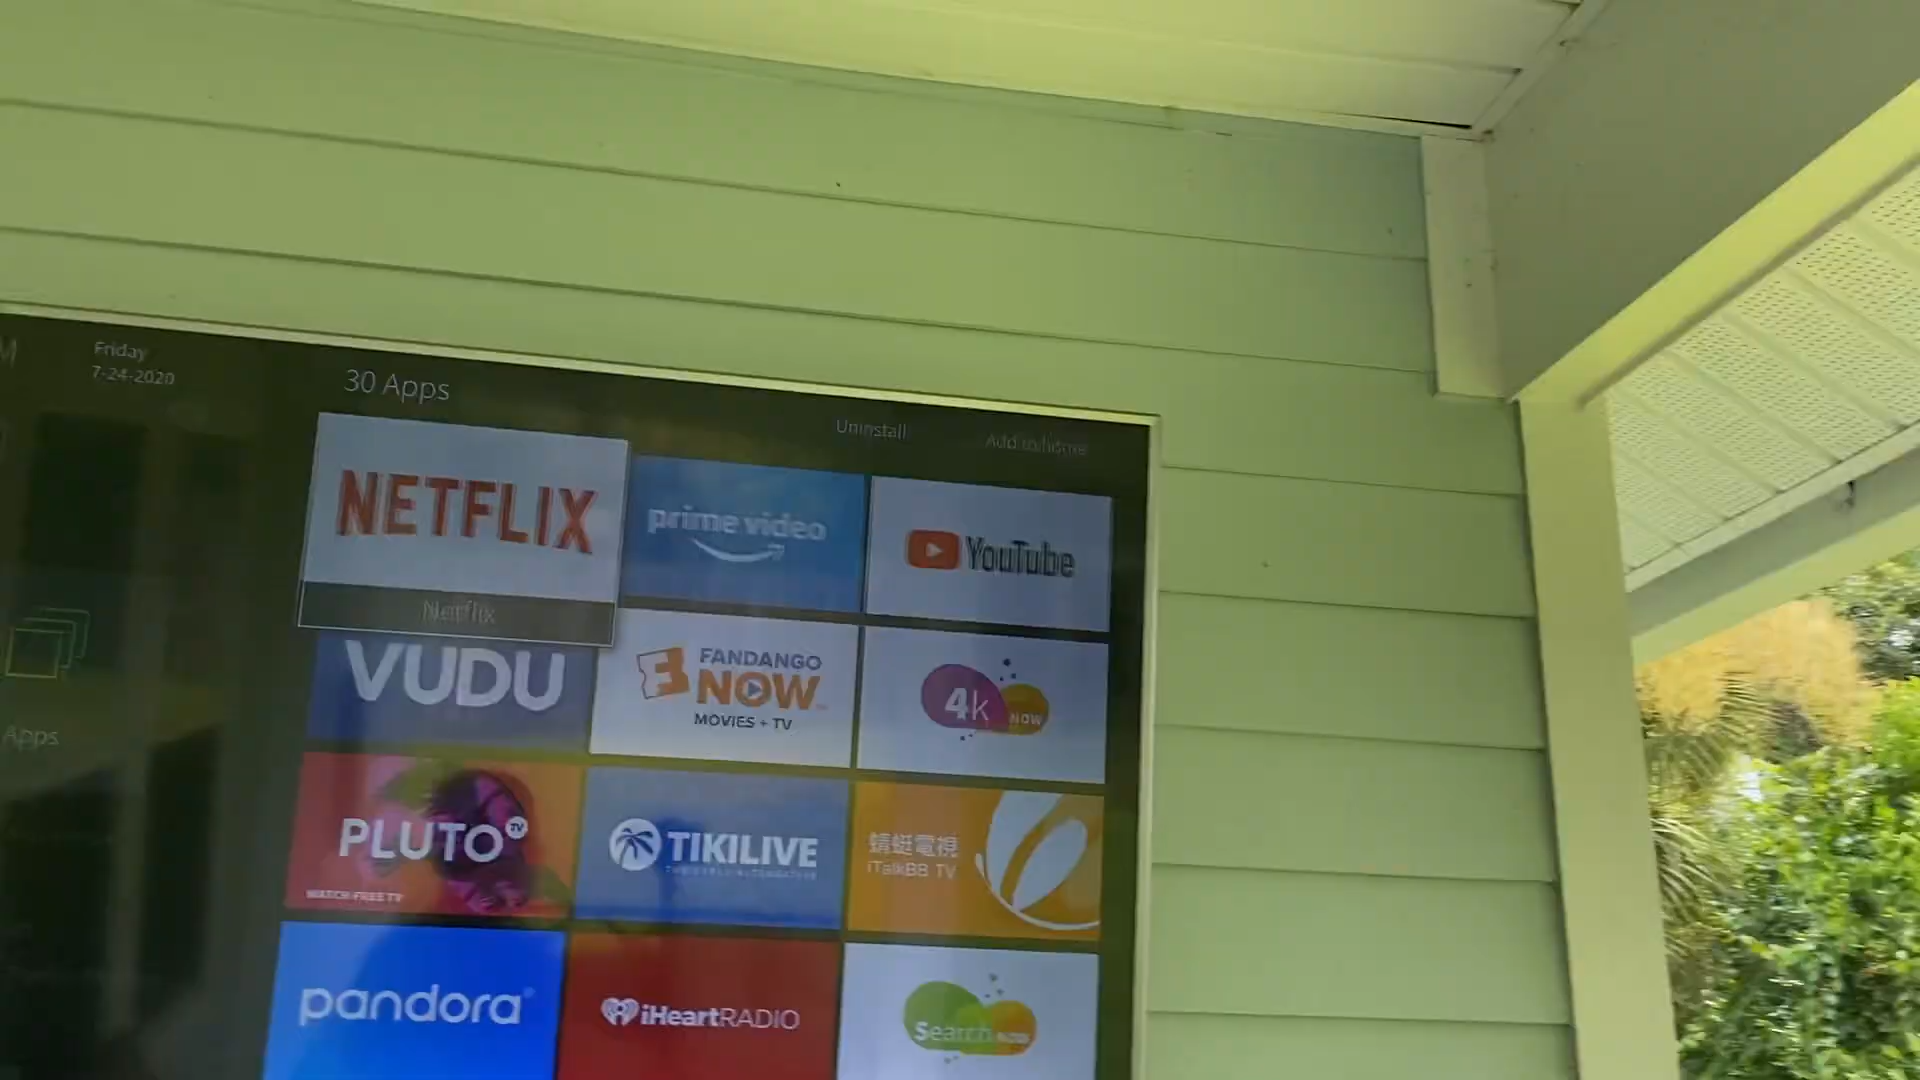 M
Friday
7-24-2020
30 Apps
Uninstall
Add to home
NETFLIX
Netflix
prime video
YouTube
VUDU
FANDANGO
NOW
MOVIES + TV
4k
NOW
Apps
PLUTO TV
WATCH FREE TV
TIKILIVE
蜻蜓電視
iTalkBB TV
pandora
iHeartRADIO
Search NOW